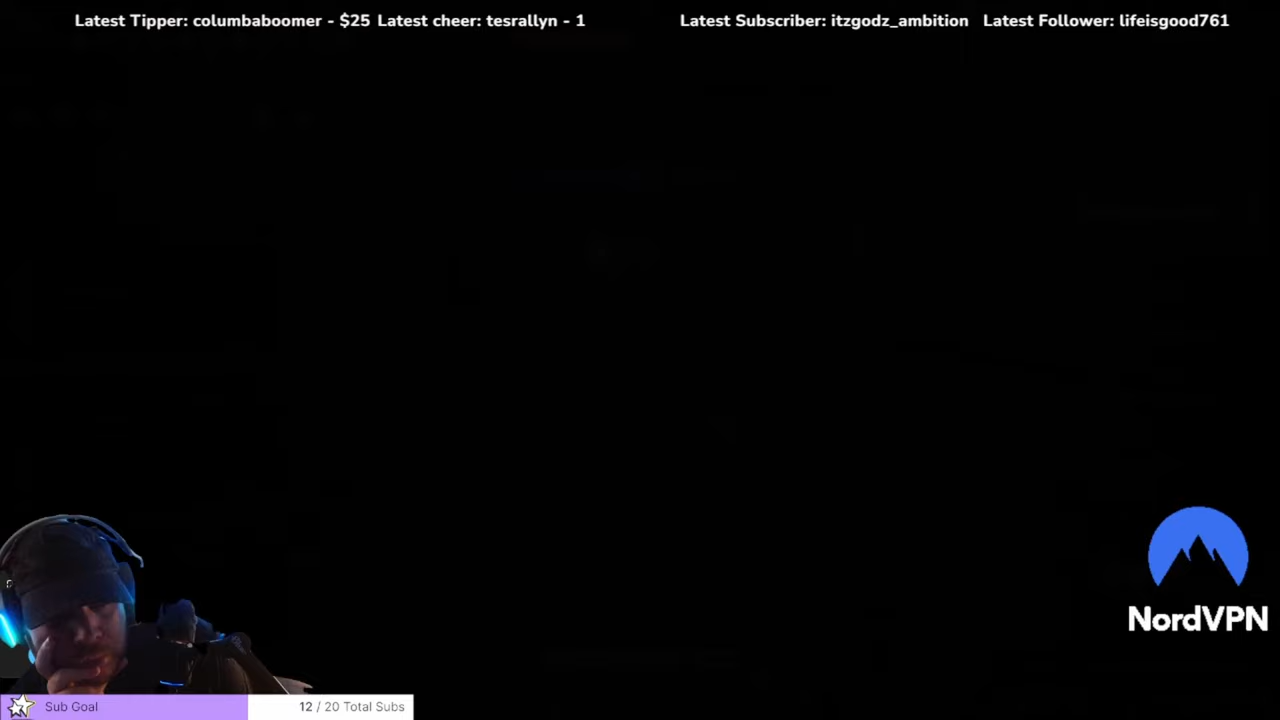 Latest Tipper: columbaboomer - $25 Latest cheer: tesrallyn - 1 Latest Subscriber: itzgodz_ambition Latest Follower: lifeisgood761
NordVPN
Sub Goal 12 / 20 Total Subs